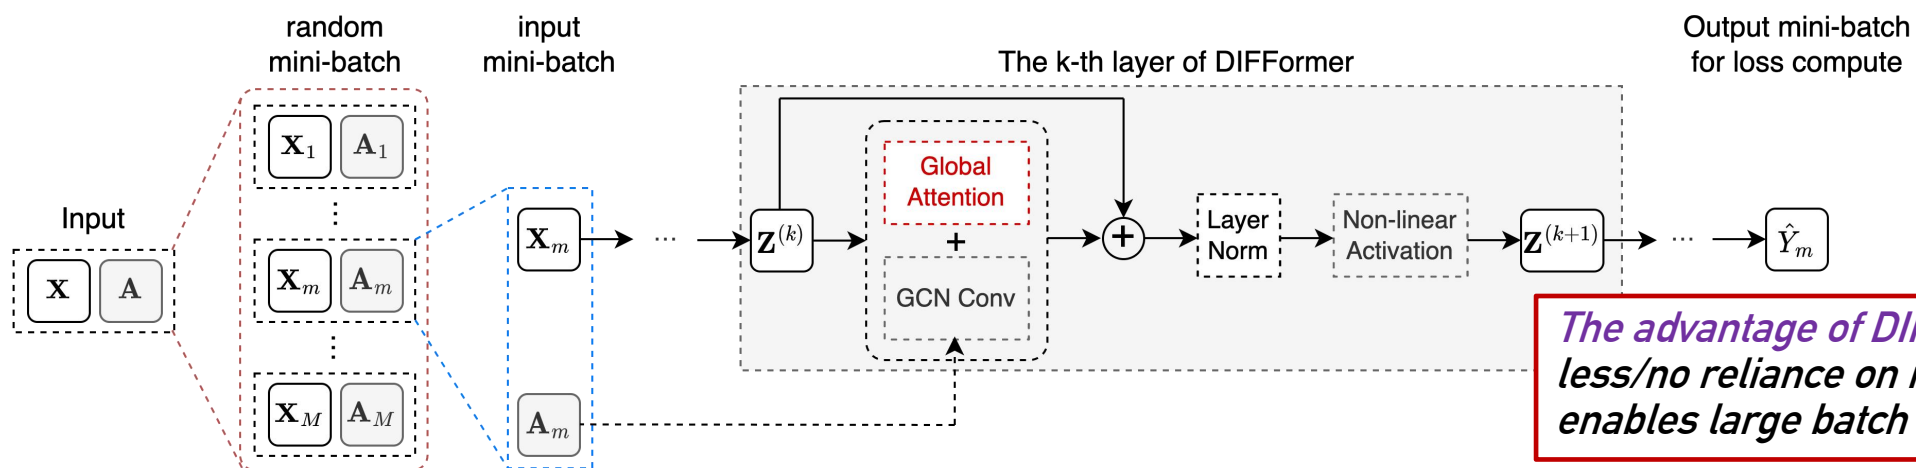 random
mini-batch
input
mini-batch
The k-th layer of DIFFormer
Output mini-batch
for loss compute
Input
X A
X₁ A₁
⋮
Xₘ Aₘ
⋮
X_M A_M
Xₘ
Aₘ
...
Z⁽ᵏ⁾
Global
Attention
+
GCN Conv
+
Layer
Norm
Non-linear
Activation
Z⁽ᵏ⁺¹⁾
...
Ŷₘ
The advantage of
less/no reliance on
enables large batch